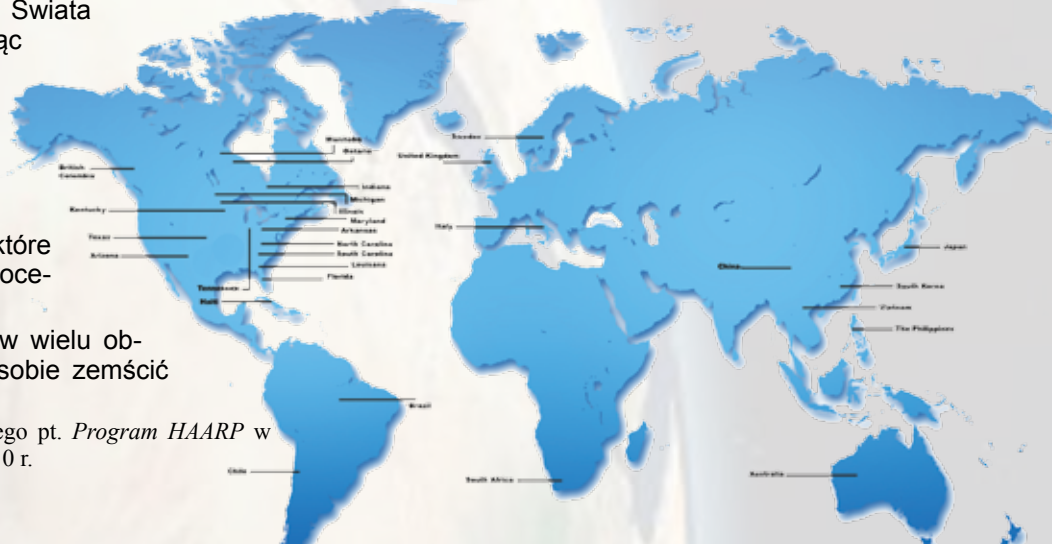 Świata
ąc
które
oce-
w wielu ob-
sobie zemścić
ego pt. Program HAARP w
0 r.
Manitoba
Ontario
British
Columbia
Indiana
Michigan
Kentucky
Illinois
Maryland
Arkansas
Texas
North Carolina
Arizona
South Carolina
Louisiana
Florida
Tennessee
Haiti
Brazil
Chile
Sweden
United Kingdom
Italy
South Africa
China
Japan
South Korea
Vietnam
The Philippines
Australia